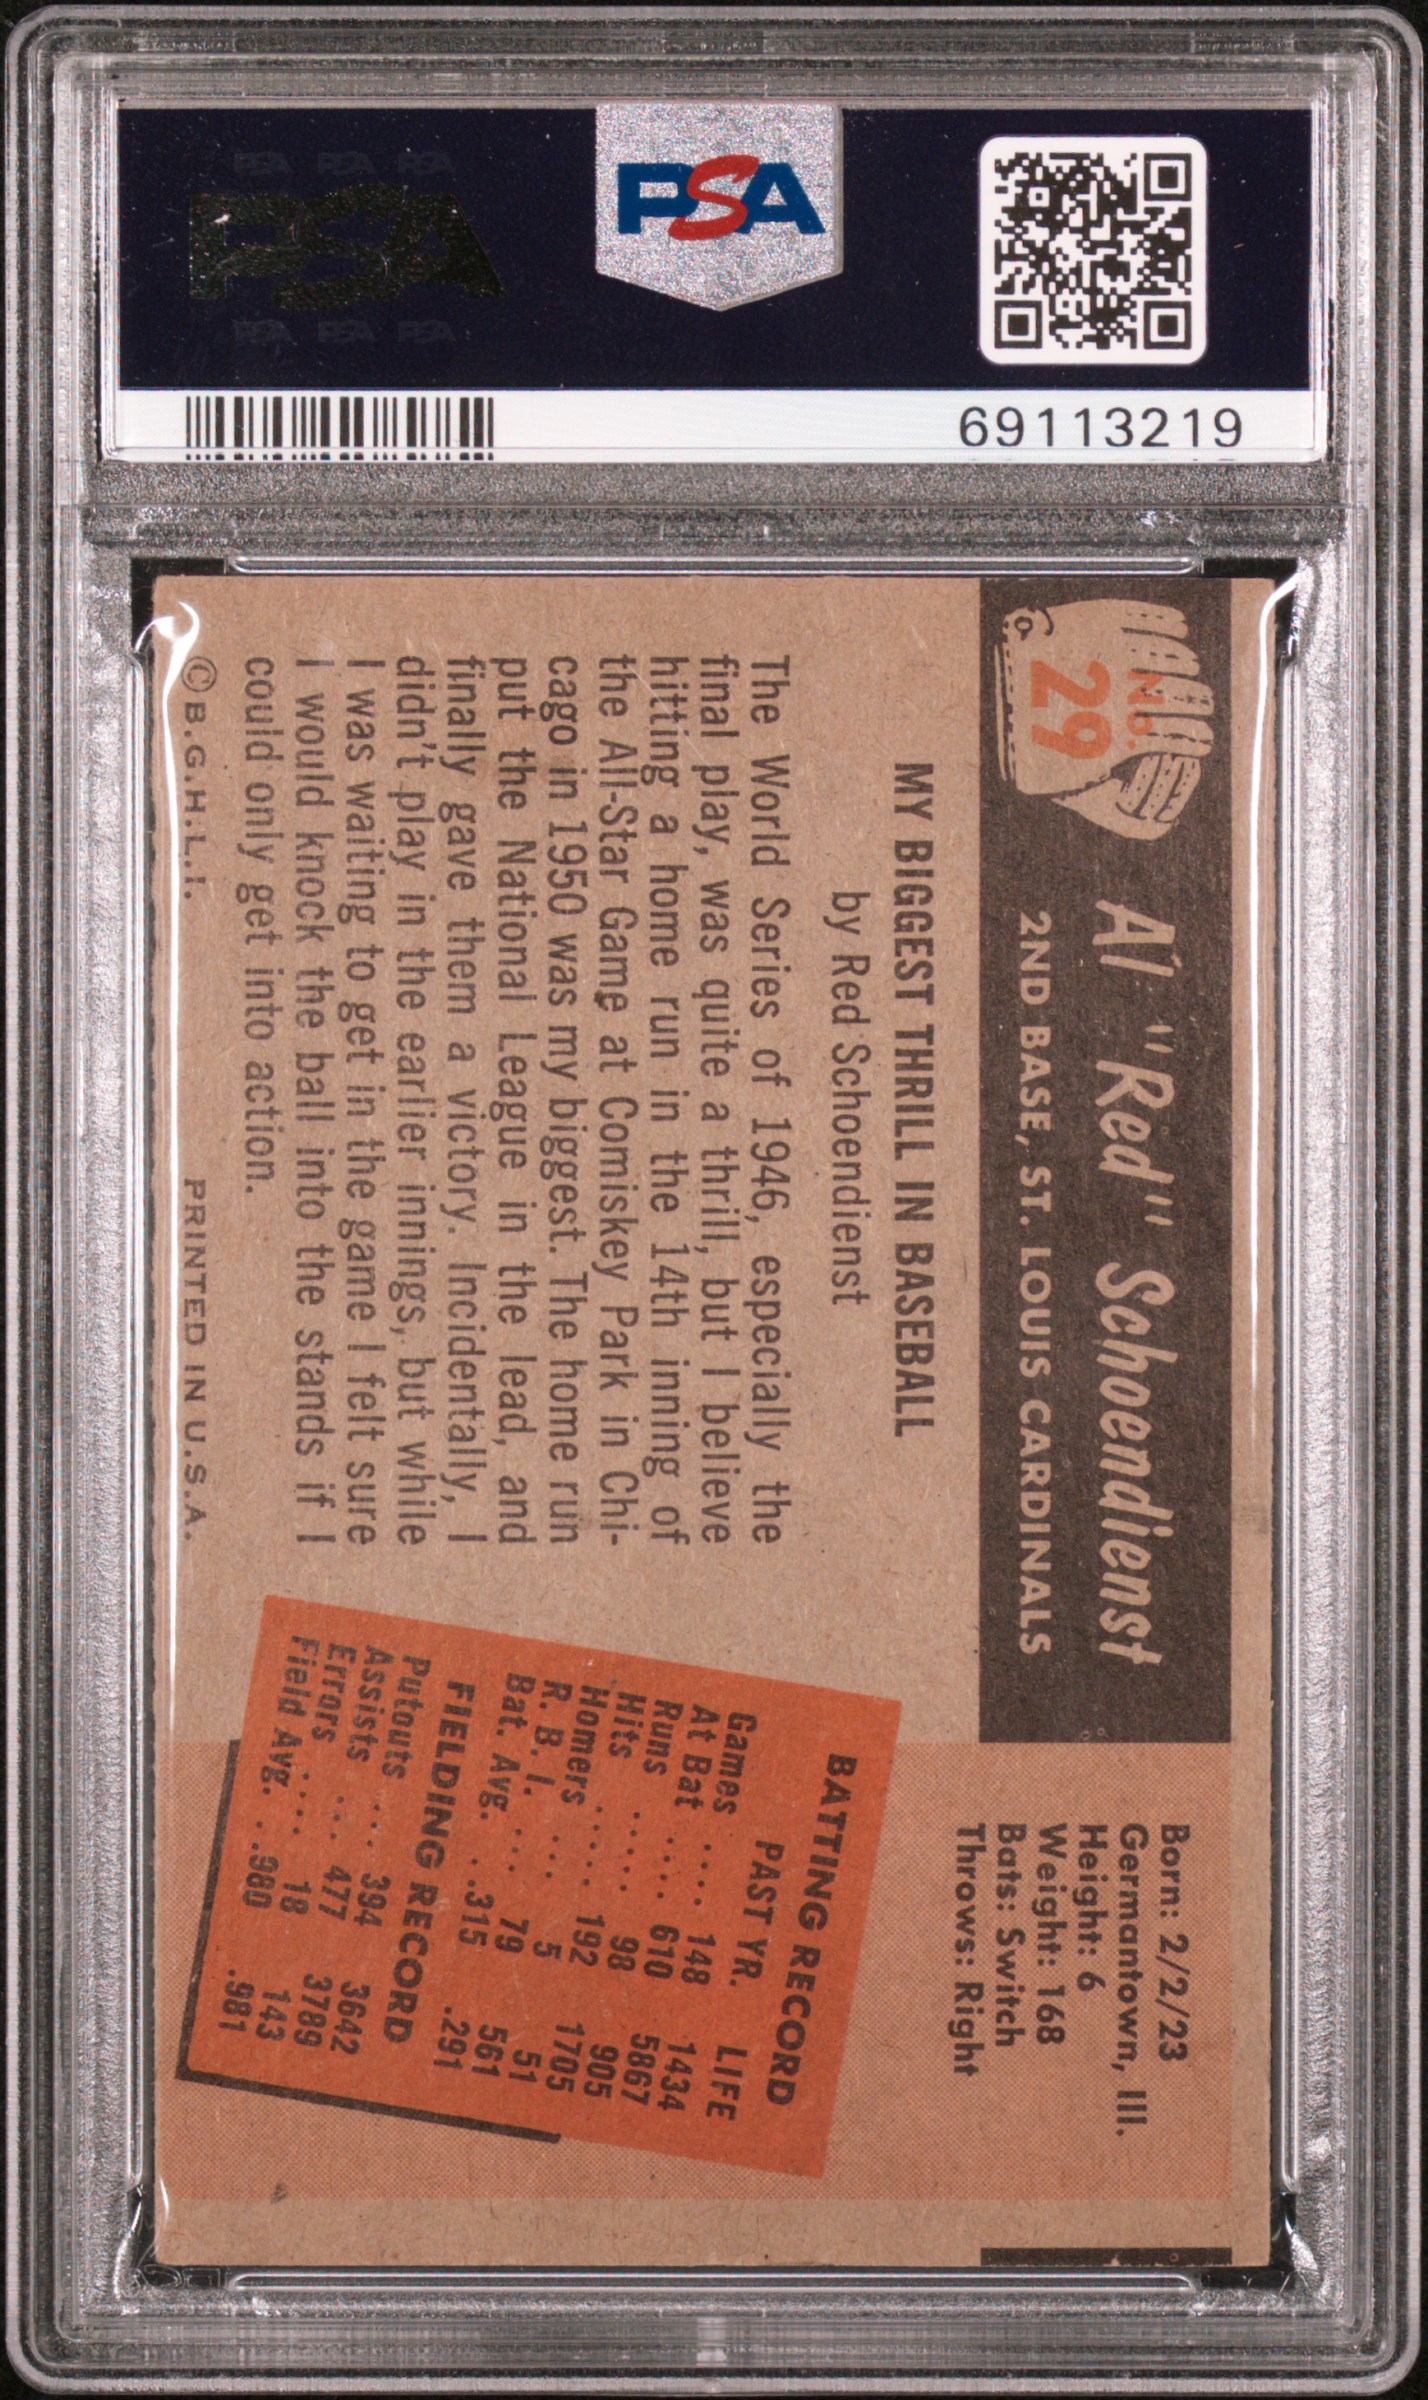 PSA
PSA PSA PSA
PSA
PSA PSA PSA
69113219
No.
29
Al "Red" Schoendienst
2ND BASE, ST. LOUIS CARDINALS
MY BIGGEST THRILL IN BASEBALL
by Red Schoendienst
The World Series of 1946, especially the
final play, was quite a thrill, but I believe
hitting a home run in the 14th inning of
the All-Star Game at Comiskey Park in Chi-
cago in 1950 was my biggest. The home run
put the National League in the lead, and
finally gave them a victory. Incidentally, I
didn't play in the earlier innings, but while
I was waiting to get in the game I felt sure
I would knock the ball into the stands if I
could only get into action.
© B.G.H.L.I. PRINTED IN U.S.A.
Born: 2/2/23
Germantown, Ill.
Height: 6
Weight: 168
Bats: Switch
Throws: Right
BATTING RECORD
PAST YR. LIFE
Games .... 148 1434
At Bat .... 610 5867
Runs ..... 98 905
Hits ..... 192 1705
Homers ... 5 51
R. B. I. ... 79 561
Bat. Avg. .. .315 .291
FIELDING RECORD
Putouts .... 394 3642
Assists ... 477 3789
Errors .... 18 143
Field Avg. . .980 .981